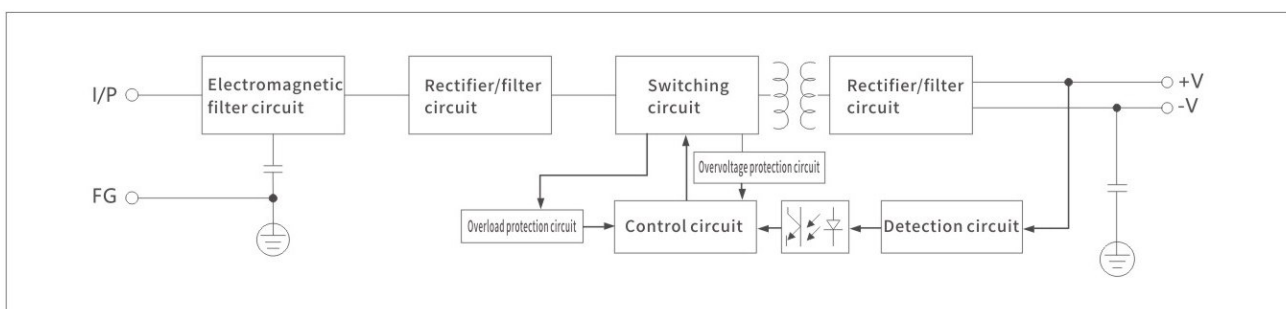 I/P
Electromagnetic
filter circuit
Rectifier/filter
circuit
Switching
circuit
Rectifier/filter
circuit
+V
-V
FG
Overvoltage protection circuit
Overload protection circuit
Control circuit
Detection circuit